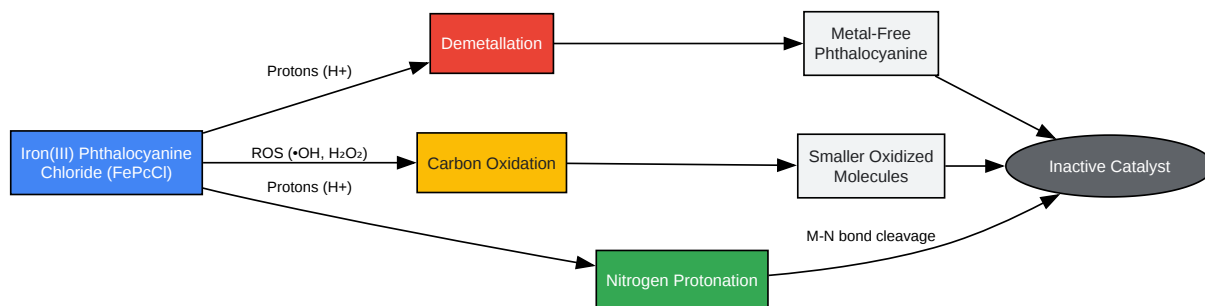 Iron(III) Phthalocyanine
Chloride (FePcCl)
Protons (H+)
ROS (•OH, H₂O₂)
Protons (H+)
Demetallation
Carbon Oxidation
Nitrogen Protonation
Metal-Free
Phthalocyanine
Smaller Oxidized
Molecules
M-N bond cleavage
Inactive Catalyst